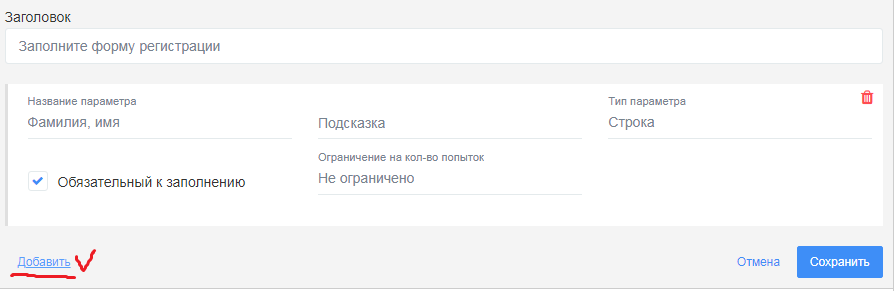 Заголовок
Заполните форму регистрации
Название параметра
Тип параметра
Фамилия, имя
Подсказка
Строка
Ограничение на кол-во попыток
Обязательный к заполнению
Не ограничено
Добавить
Отмена
Сохранить